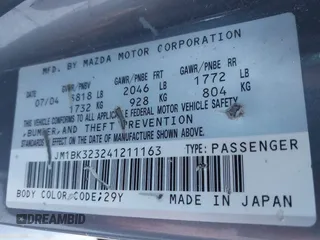 MFD. BY MAZDA MOTOR CORPORATION
DATE GVWR/PNBV GAWR/PNBE FR GAWR/PNBE RR
07/04 3818 LB 2046 LB 1772 LB
1732 KG 928 KG 804 KG
THIS VEHICLE CONFORMS TO ALL APPLICABLE FEDERAL MOTOR VEHICLE SAFETY
BUMPER AND THEFT PREVENTION
STANDARDS IN EFFECT ON THE DATE OF MANUFACTURE SHOWN ABOVE.
JM1BK323241211163 TYPE: PASSENGER
BODY COLOR CODE: 29Y MADE IN JAPAN
DREAMBID